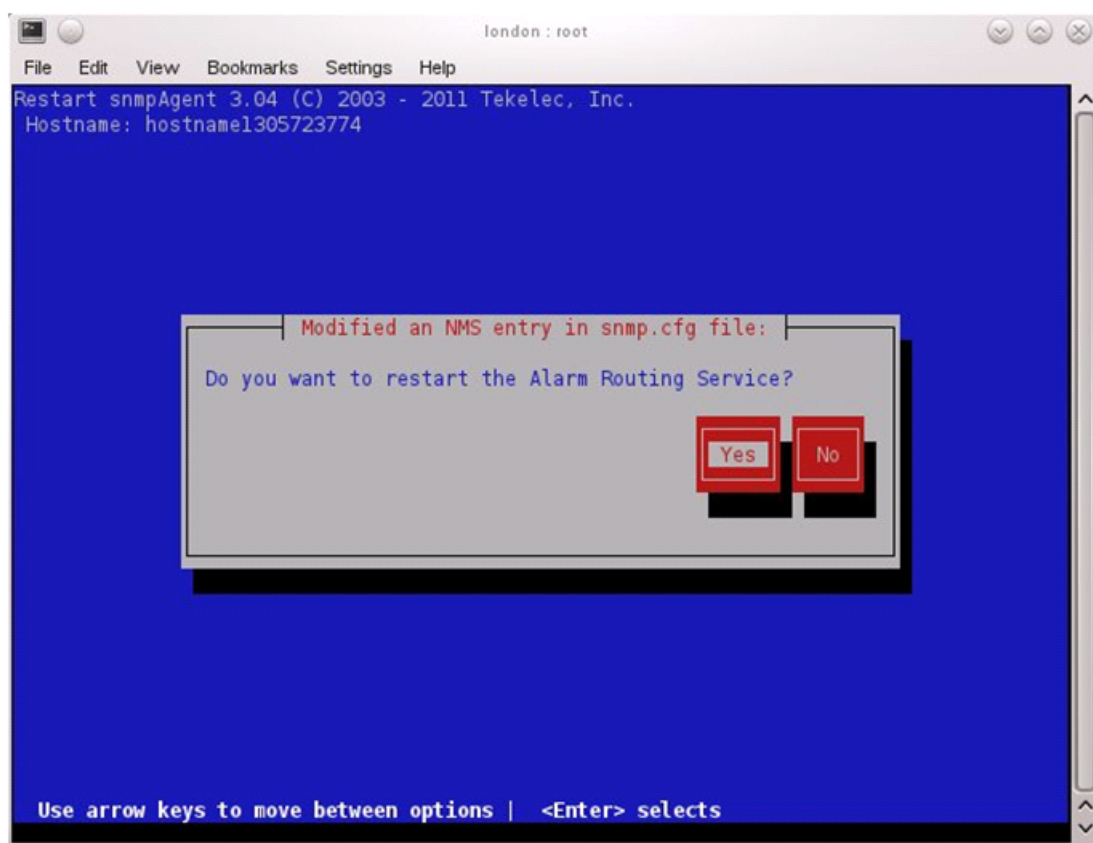 london : root
File Edit View Bookmarks Settings Help
Restart snmpAgent 3.04 (C) 2003 - 2011 Tekelec, Inc.
Hostname: hostname1305723774
Modified an NMS entry in snmp.cfg file:
Do you want to restart the Alarm Routing Service?
Yes No
Use arrow keys to move between options | <Enter> selects